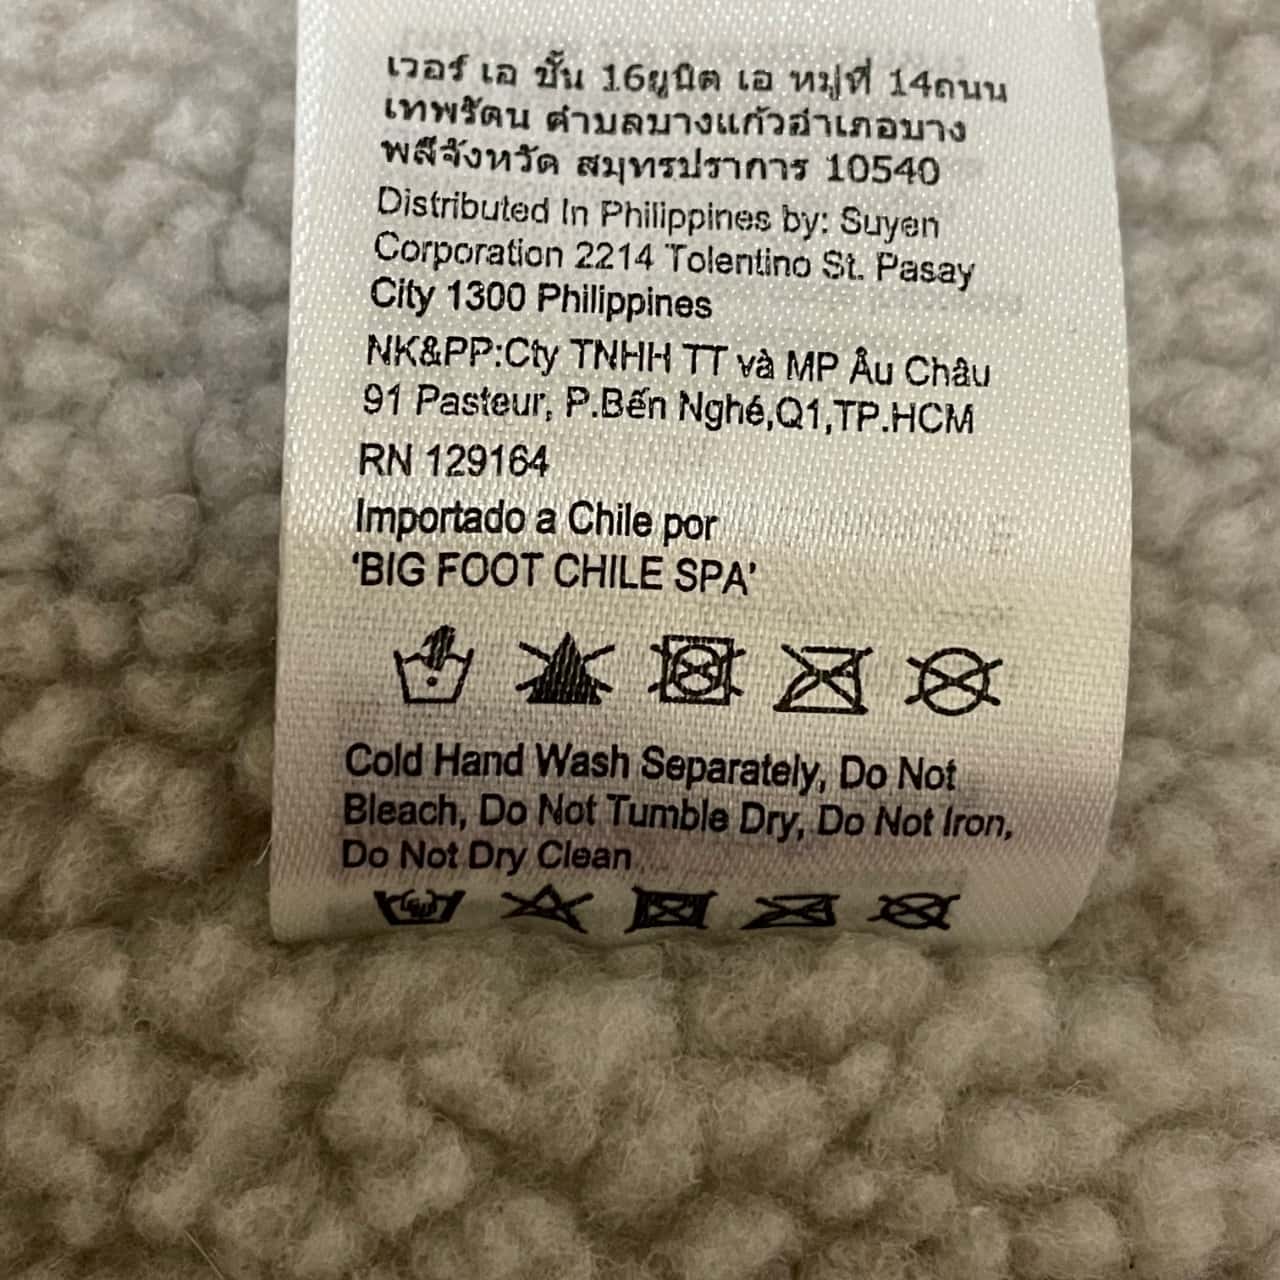 เวอร์ เอ ชั้น 16ยูนิต เอ หมู่ที่ 14ถนน
เทพรัตน ตำบลบางแก้วอำเภอบาง
พลีจังหวัด สมุทรปราการ 10540
Distributed In Philippines by: Suyen
Corporation 2214 Tolentino St. Pasay
City 1300 Philippines
NK&PP:Cty TNHH TT và MP Âu Châu
91 Pasteur, P.Bến Nghé,Q1,TP.HCM
RN 129164
Importado a Chile por
‘BIG FOOT CHILE SPA’
Cold Hand Wash Separately, Do Not
Bleach, Do Not Tumble Dry, Do Not Iron,
Do Not Dry Clean